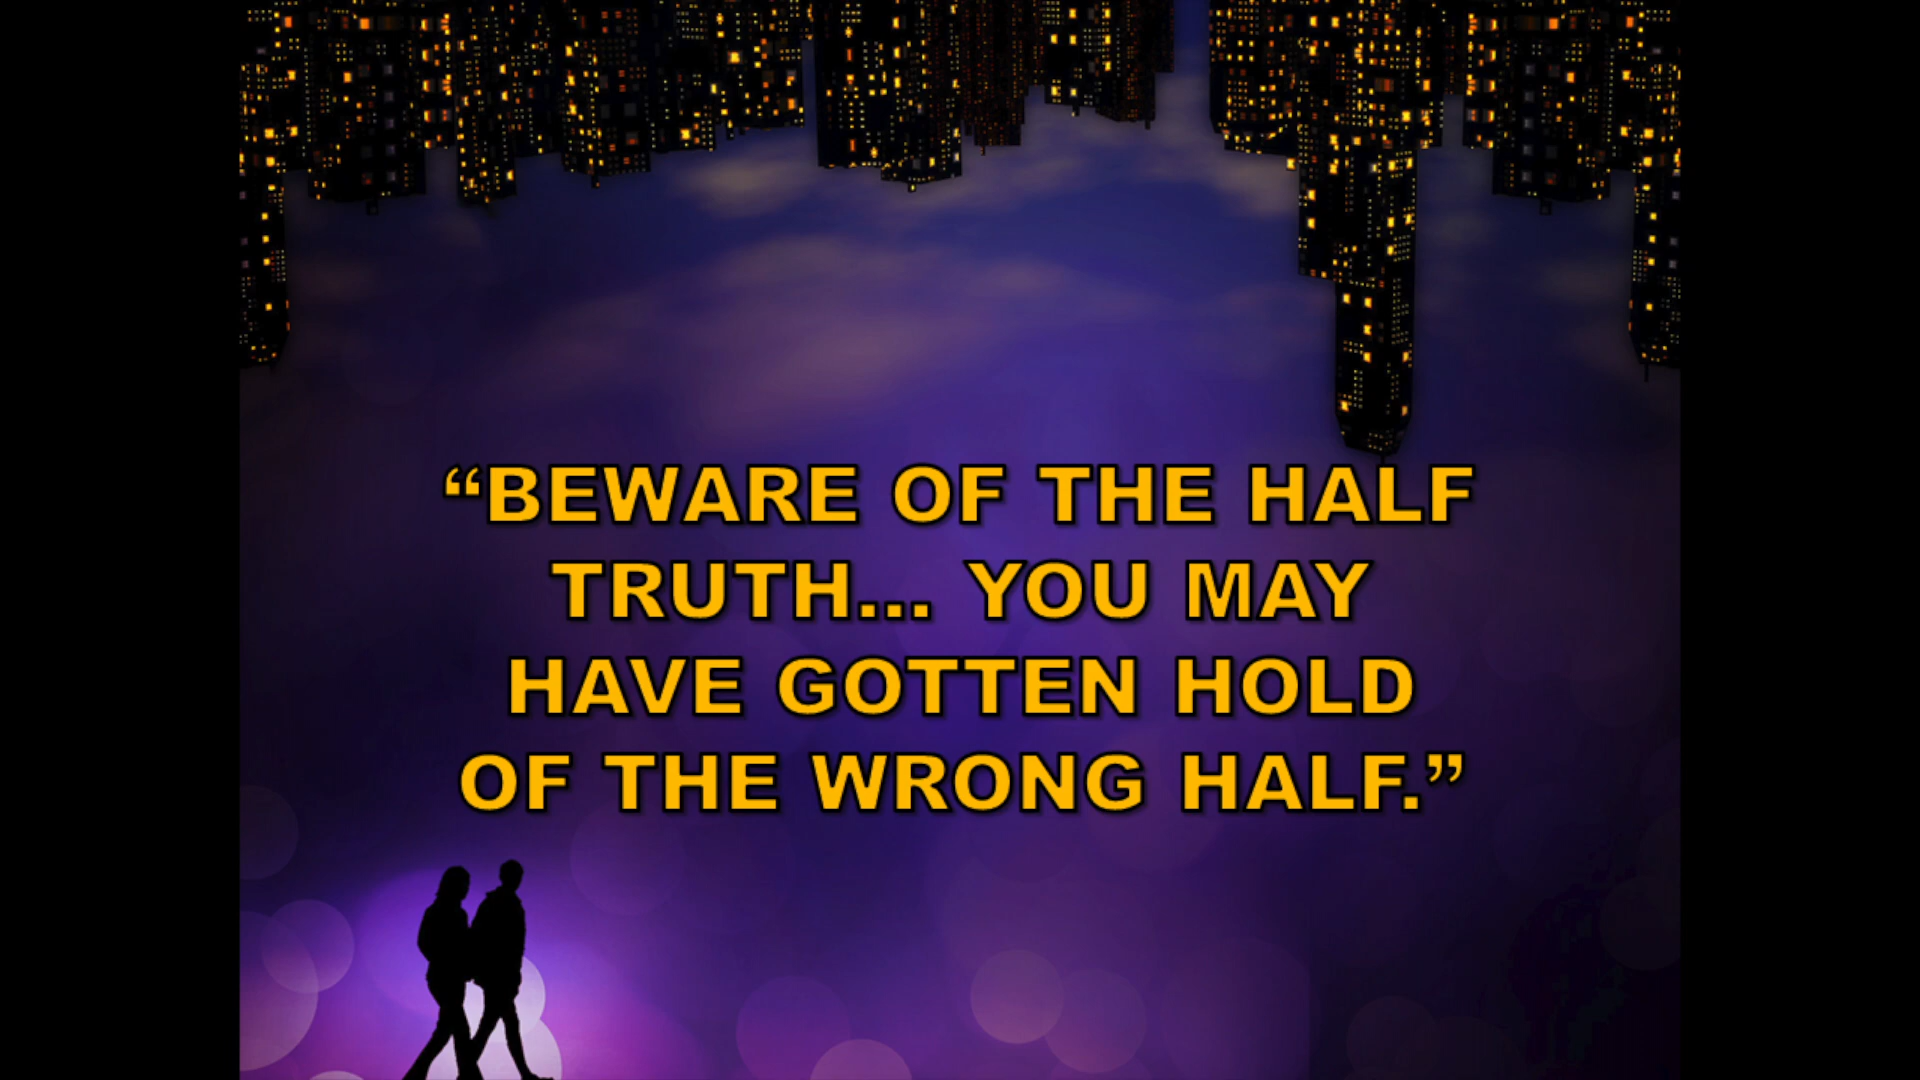 “BEWARE OF THE HALF
TRUTH... YOU MAY
HAVE GOTTEN HOLD
OF THE WRONG HALF.”